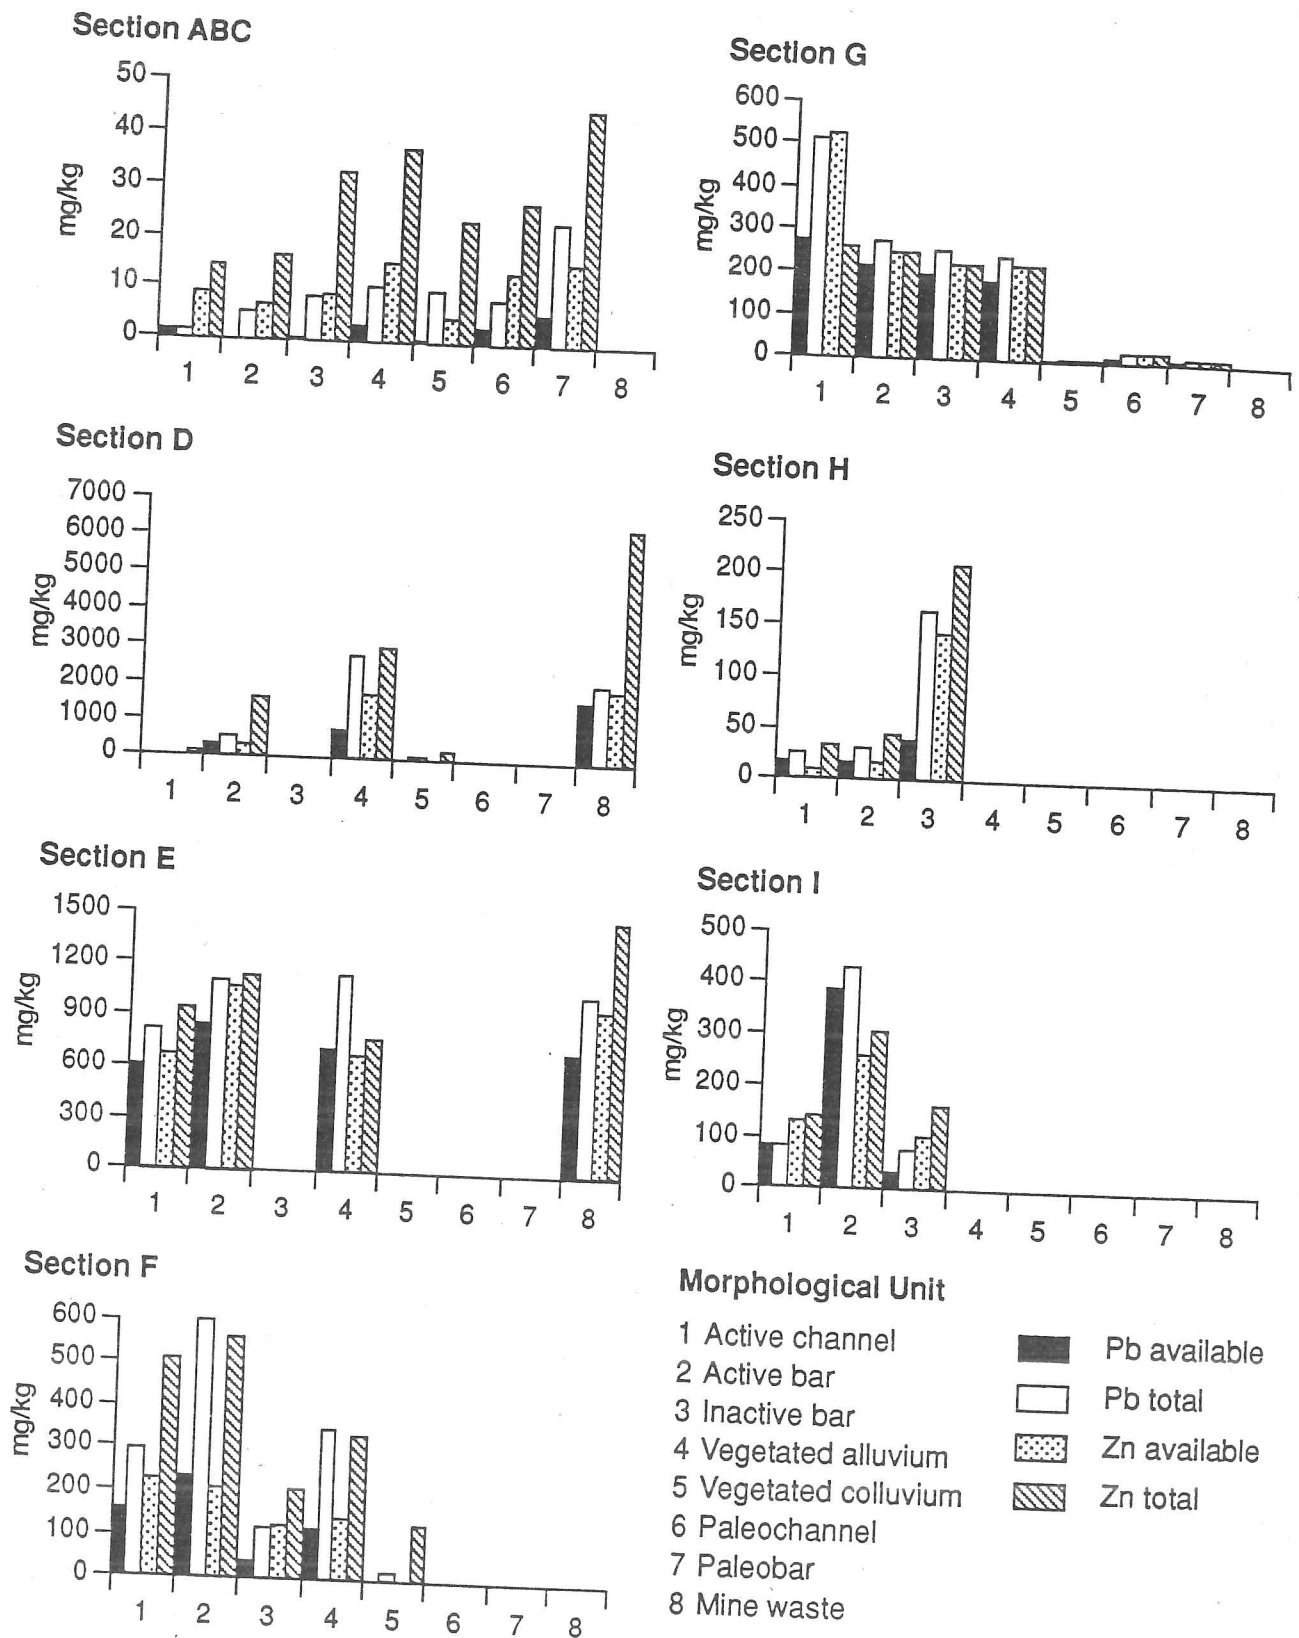 Section ABC
50
40
30
20
10
0
mg/kg
1 2 3 4 5 6 7 8
Section D
7000
6000
5000
4000
3000
2000
1000
0
mg/kg
1 2 3 4 5 6 7 8
Section E
1500
1200
900
600
300
0
mg/kg
1 2 3 4 5 6 7 8
Section F
600
500
400
300
200
100
0
mg/kg
1 2 3 4 5 6 7 8
Section G
600
500
400
300
200
100
0
mg/kg
1 2 3 4 5 6 7 8
Section H
250
200
150
100
50
0
mg/kg
1 2 3 4 5 6 7 8
Section I
500
400
300
200
100
0
mg/kg
1 2 3 4 5 6 7 8
Morphological Unit
1 Active channel
2 Active bar
3 Inactive bar
4 Vegetated alluvium
5 Vegetated colluvium
6 Paleochannel
7 Paleobar
8 Mine waste
Pb available
Pb total
Zn available
Zn total